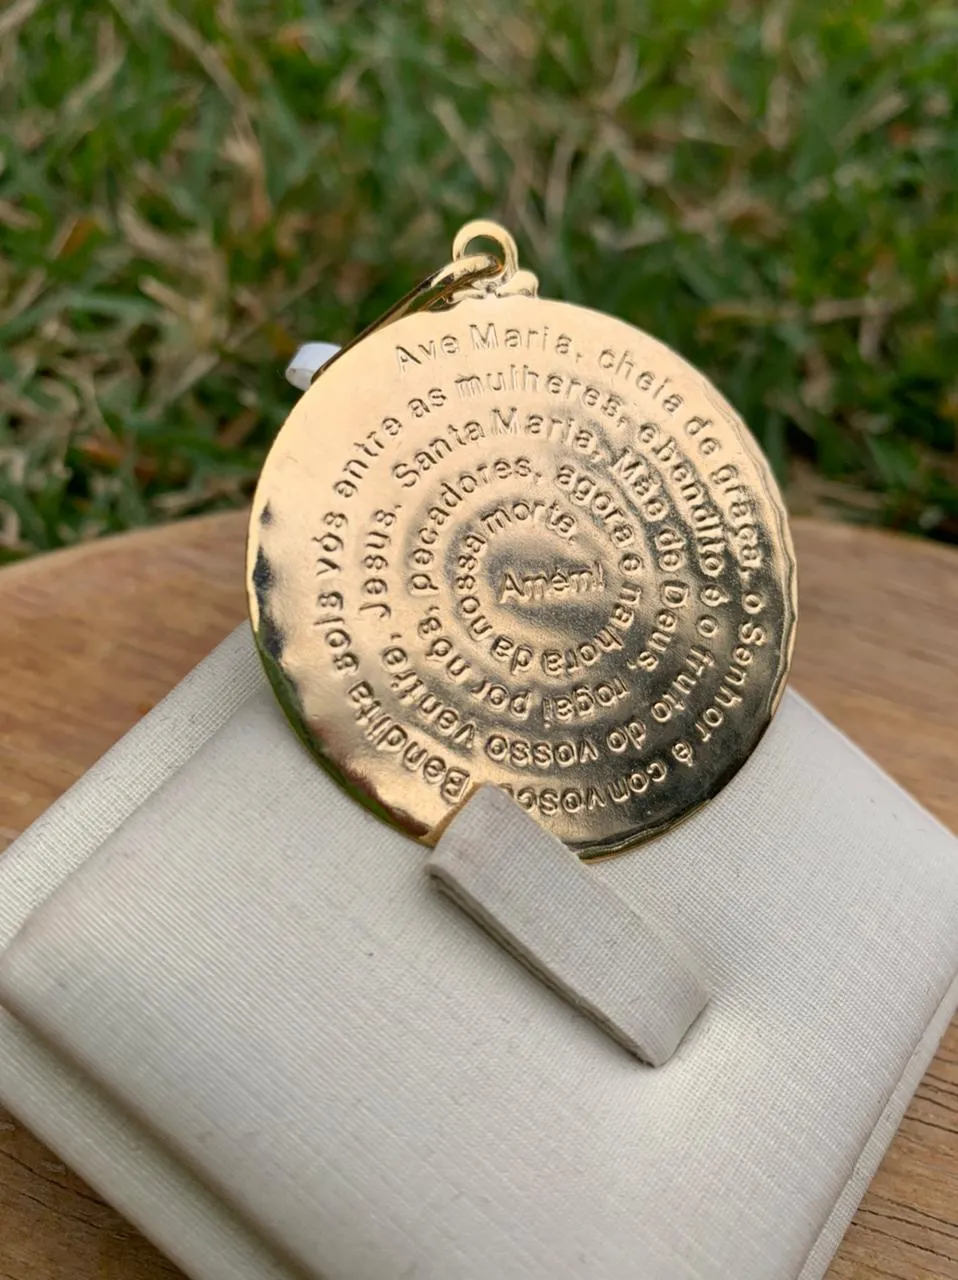 Ave Maria, cheia de graça, o Senhor é convosco
Bendita sois vós entre as mulheres, e bendito é o fruto do vosso
ventre, Jesus. Santa Maria, Mãe de Deus, rogai por nós,
pecadores, agora e na hora da nossa morte.
Amém!